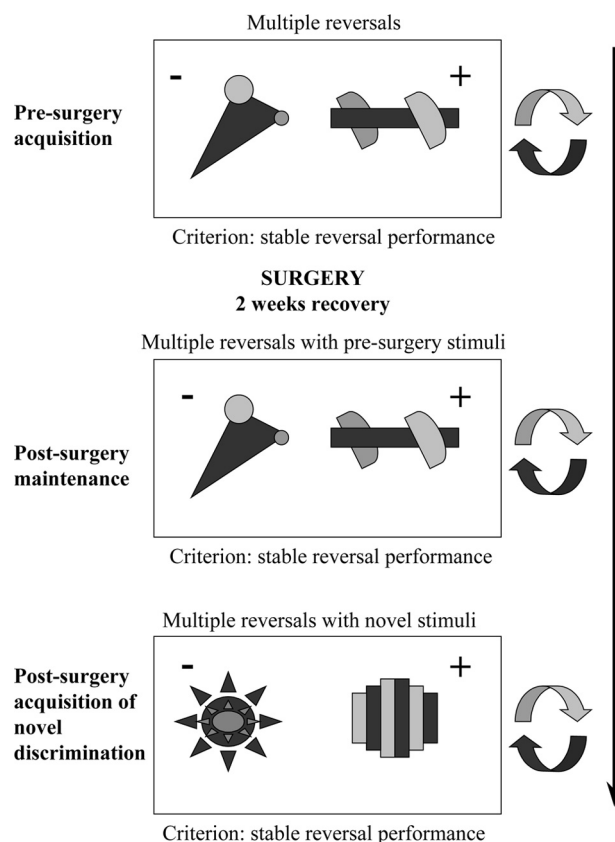 Multiple reversals
- +
Pre-surgery
acquisition
Criterion: stable reversal performance
SURGERY
2 weeks recovery
Multiple reversals with pre-surgery stimuli
- +
Post-surgery
maintenance
Criterion: stable reversal performance
Multiple reversals with novel stimuli
- +
Post-surgery
acquisition of
novel
discrimination
Criterion: stable reversal performance